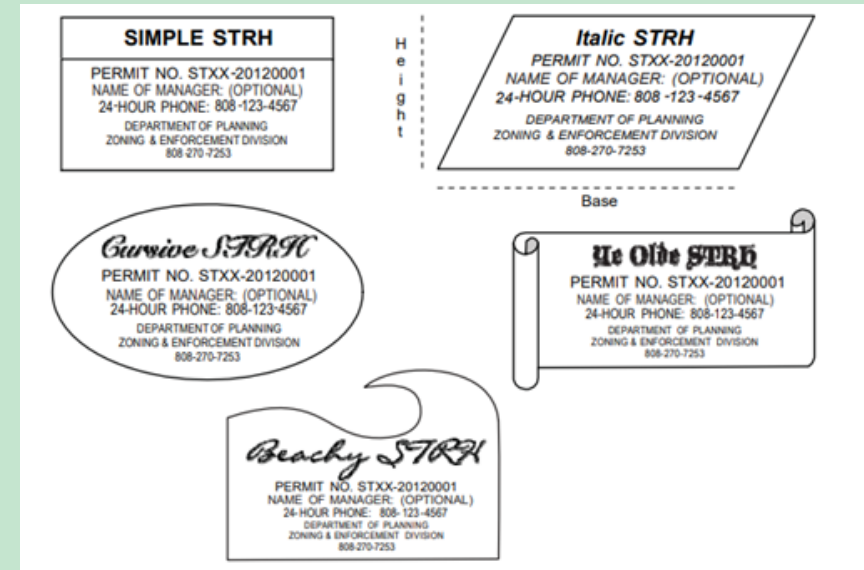 SIMPLE STRH
PERMIT NO. STXX-20120001
NAME OF MANAGER: (OPTIONAL)
24-HOUR PHONE: 808-123-4567
DEPARTMENT OF PLANNING
ZONING & ENFORCEMENT DIVISION
808-270-7253
Height
Italic STRH
PERMIT NO. STXX-20120001
NAME OF MANAGER: (OPTIONAL)
24-HOUR PHONE: 808-123-4567
DEPARTMENT OF PLANNING
ZONING & ENFORCEMENT DIVISION
808-270-7253
Base
Cursive S.T.R.H
PERMIT NO. STXX-20120001
NAME OF MANAGER: (OPTIONAL)
24-HOUR PHONE: 808-123-4567
DEPARTMENT OF PLANNING
ZONING & ENFORCEMENT DIVISION
808-270-7253
Ye Olde STRH
PERMIT NO. STXX-20120001
NAME OF MANAGER: (OPTIONAL)
24-HOUR PHONE: 808-123-4567
DEPARTMENT OF PLANNING
ZONING & ENFORCEMENT DIVISION
808-270-7253
Beachy STRH
PERMIT NO. STXX-20120001
NAME OF MANAGER: (OPTIONAL)
24-HOUR PHONE: 808-123-4567
DEPARTMENT OF PLANNING
ZONING & ENFORCEMENT DIVISION
808-270-7253